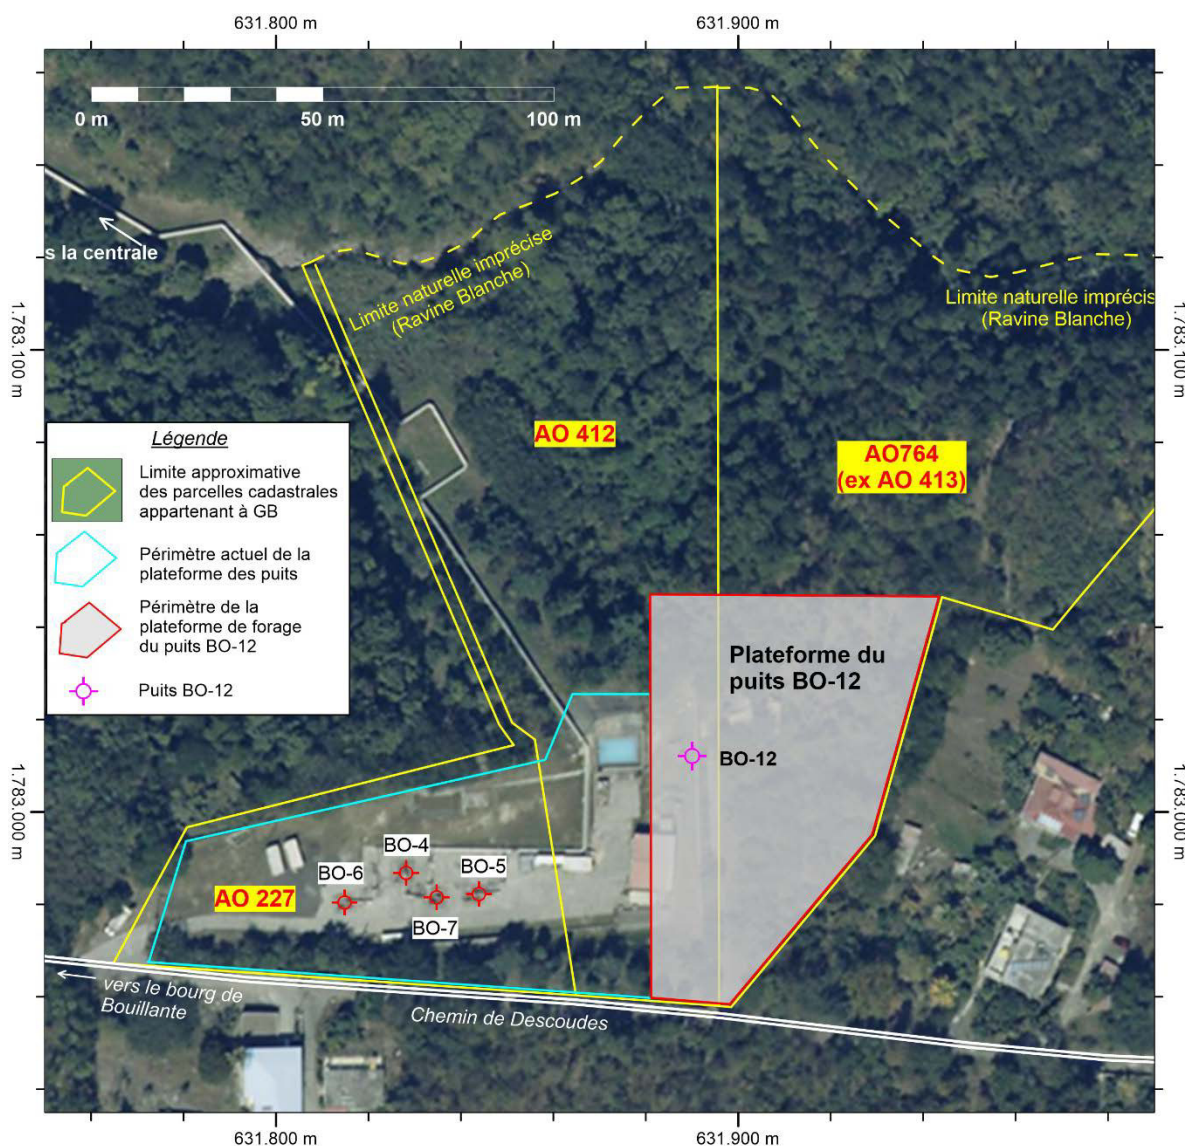 631.800 m
631.900 m
0 m
50 m
100 m
s la centrale
Limite naturelle imprécise
(Ravine Blanche)
Limite naturelle imprécis
(Ravine Blanche)
1.783.100 m
1.783.100 m
AO 412
AO764
(ex AO 413)
Légende
Limite approximative
des parcelles cadastrales
appartenant à GB
Périmètre actuel de la
plateforme des puits
Périmètre de la
plateforme de forage
du puits BO-12
Puits BO-12
Plateforme du
puits BO-12
BO-12
1.783.000 m
1.783.000 m
BO-4
BO-6
BO-5
AO 227
BO-7
vers le bourg de
Bouillante
Chemin de Descoudes
631.800 m
631.900 m